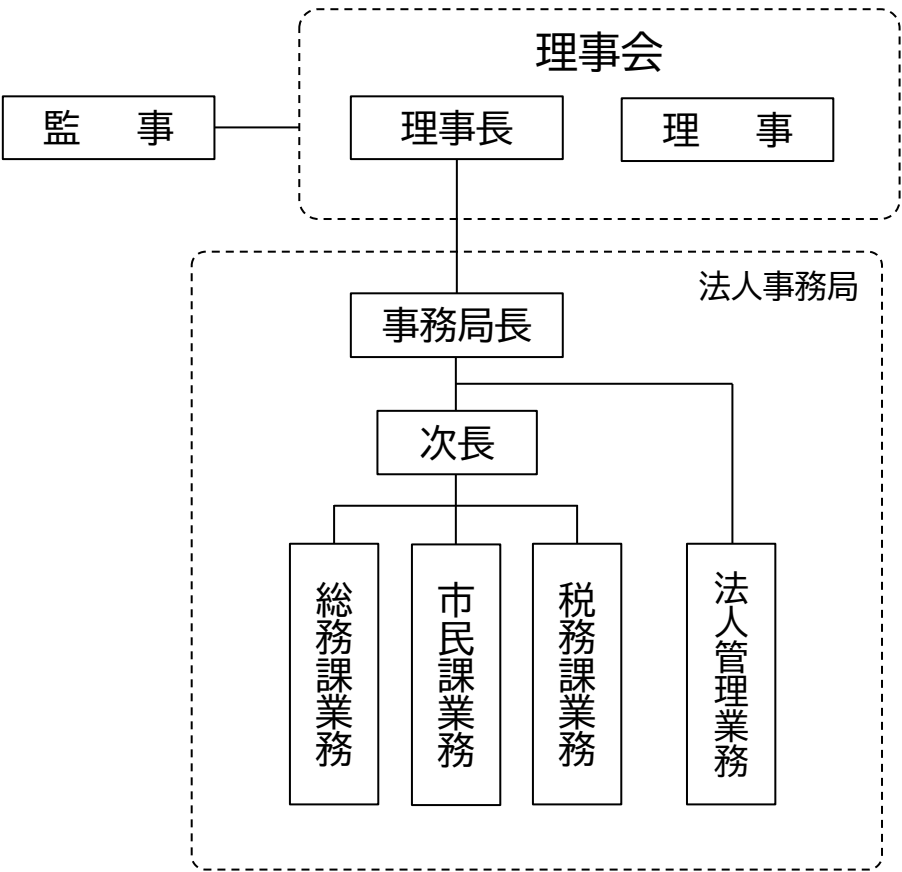 理事会
監　事
理事長
理　事
法人事務局
事務局長
次長
総務課業務
市民課業務
税務課業務
法人管理業務